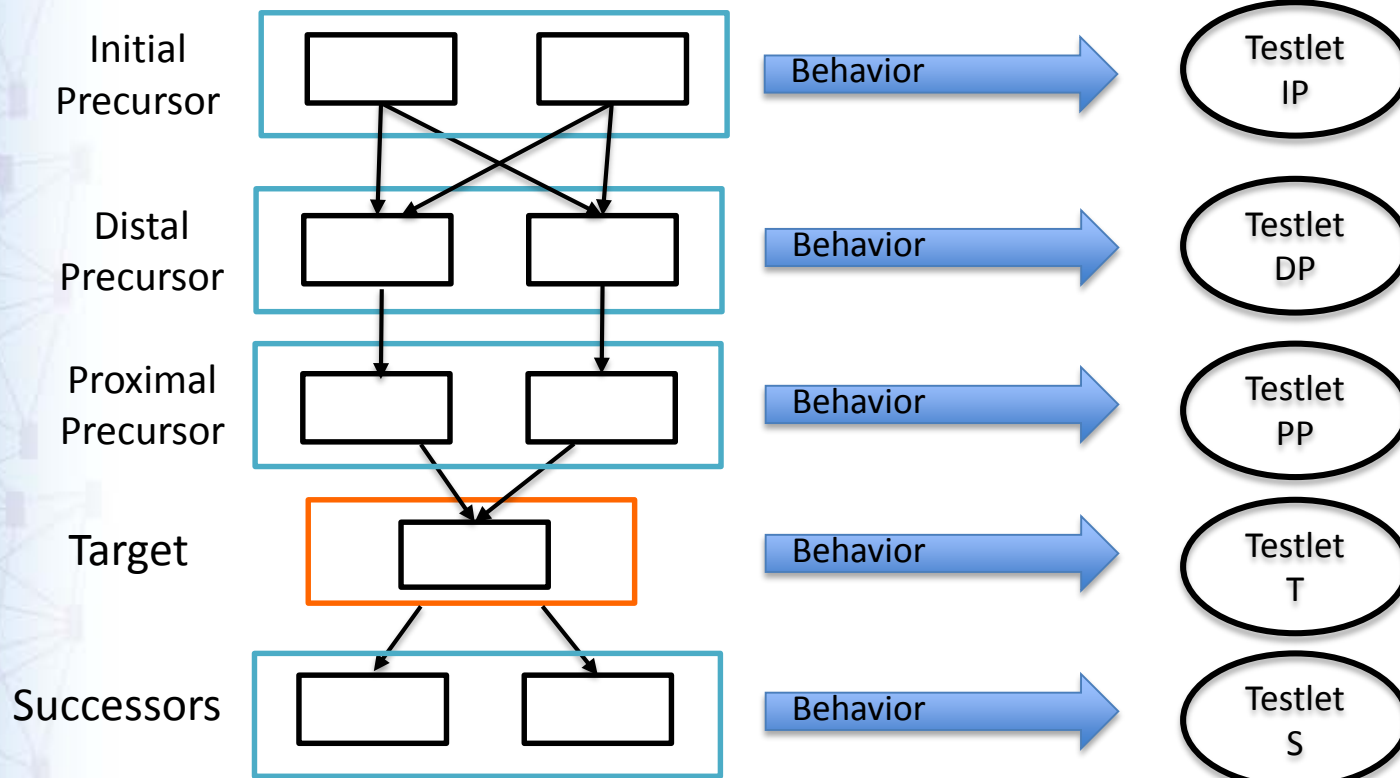 Initial
Precursor
Behavior
Testlet
IP
Distal
Precursor
Behavior
Testlet
DP
Proximal
Precursor
Behavior
Testlet
PP
Target
Behavior
Testlet
T
Successors
Behavior
Testlet
S